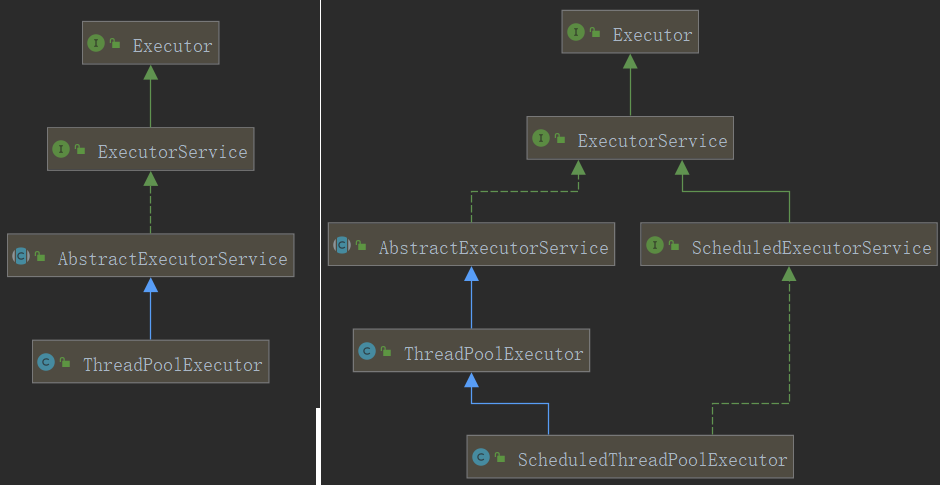 Executor
ExecutorService
AbstractExecutorService
ThreadPoolExecutor
Executor
ExecutorService
AbstractExecutorService
ScheduledExecutorService
ThreadPoolExecutor
ScheduledThreadPoolExecutor